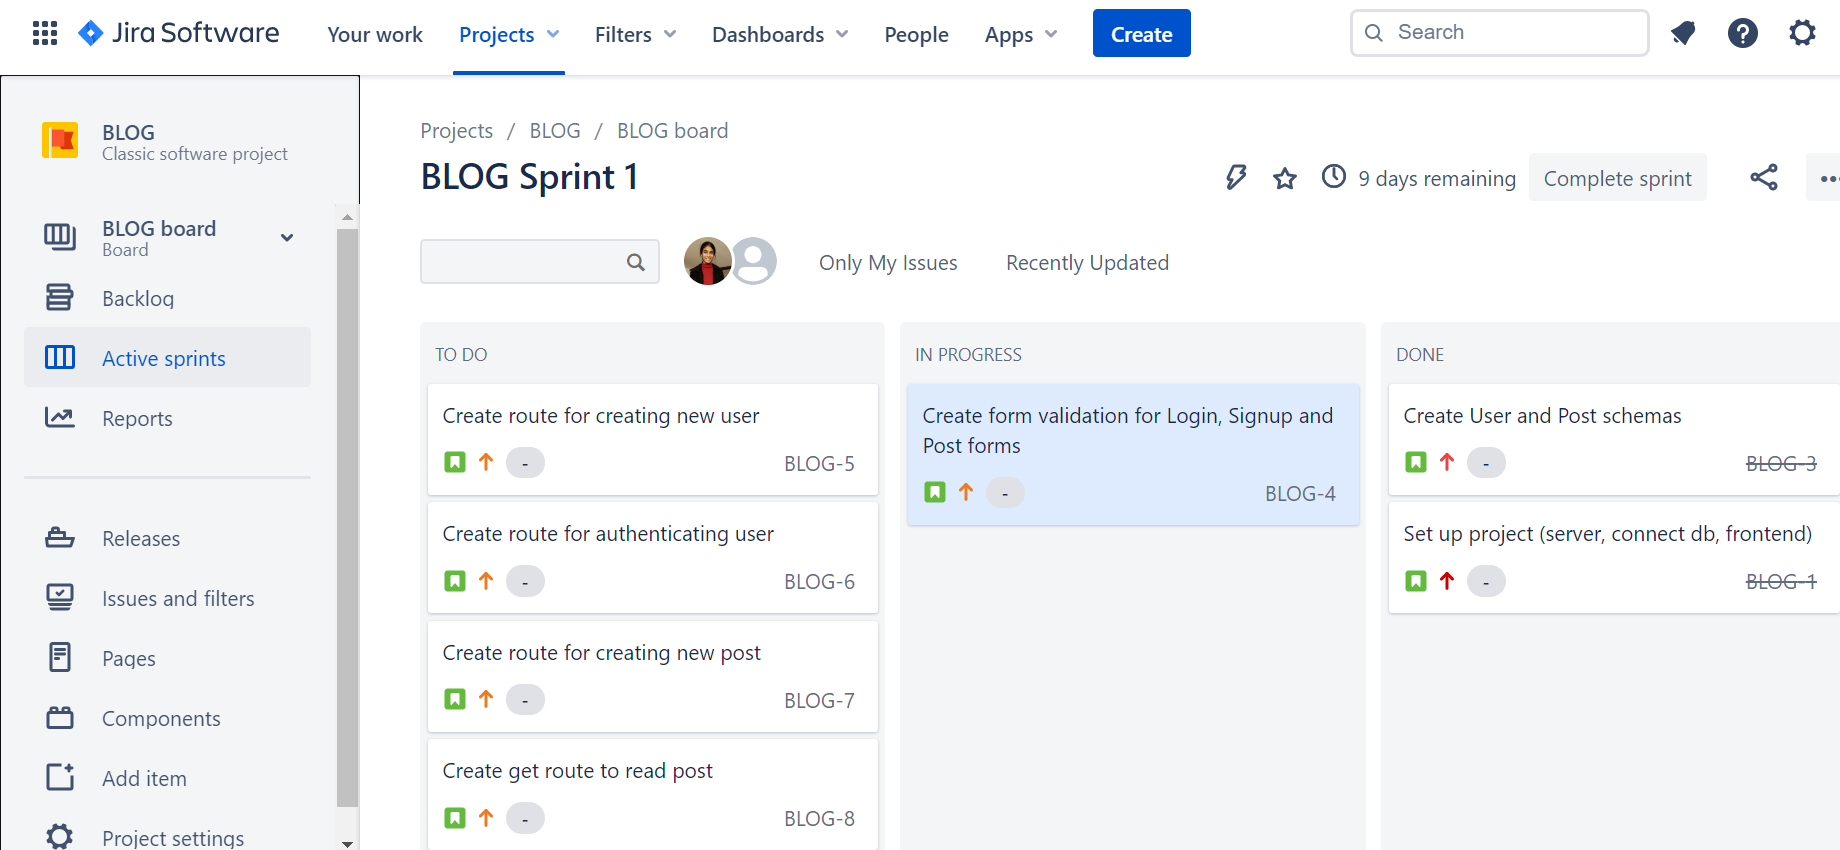 Jira Software
Your work
Projects
Filters
Dashboards
People
Apps
Create
Search
BLOG
Classic software project
BLOG board
Board
Backlog
Active sprints
Reports
Releases
Issues and filters
Pages
Components
Add item
Project settings
Projects / BLOG / BLOG board
BLOG Sprint 1
9 days remaining
Complete sprint
Only My Issues
Recently Updated
TO DO
Create route for creating new user
-
BLOG-5
Create route for authenticating user
-
BLOG-6
Create route for creating new post
-
BLOG-7
Create get route to read post
-
BLOG-8
IN PROGRESS
Create form validation for Login, Signup and
Post forms
-
BLOG-4
DONE
Create User and Post schemas
-
BLOG-3
Set up project (server, connect db, frontend)
-
BLOG-1